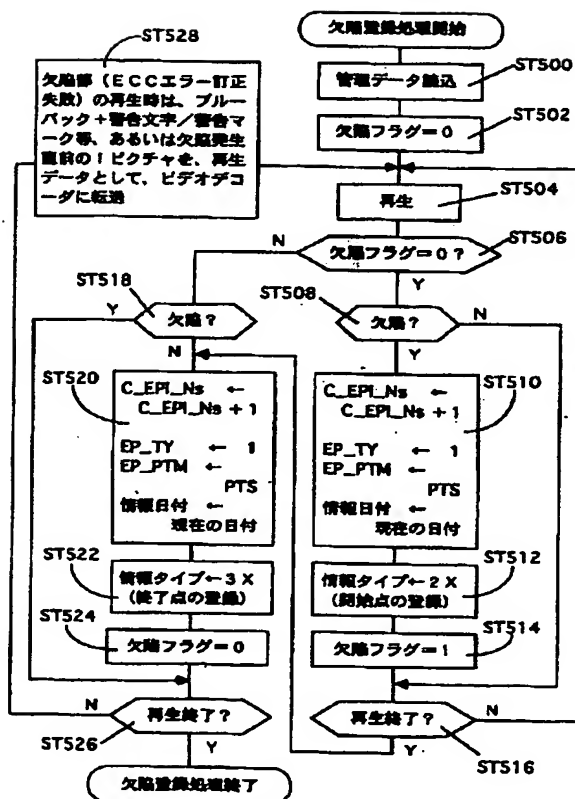 ST528
欠陥部（ＥＣＣエラー訂正
失敗）の再生時は、ブルー
バック＋警告文字／警告マ
ーク等、あるいは欠陥発生
直前のＩピクチャを、再生
データとして、ビデオデコ
ーダに転送
欠陥登録処理開始
管理データ読込
ST500
欠陥フラグ＝０
ST502
再生
ST504
欠陥フラグ＝０？
ST506
N
Y
ST518
欠陥？
Y
N
ST508
欠陥？
N
Y
ST520
C_EPI_Ns ←
C_EPI_Ns + 1
EP_TY ← 1
EP_PTM ←
PTS
情報日付 ←
現在の日付
ST510
C_EPI_Ns ←
C_EPI_Ns + 1
EP_TY ← 1
EP_PTM ←
PTS
情報日付 ←
現在の日付
ST522
情報タイプ←３Ｘ
（終了点の登録）
ST512
情報タイプ←２Ｘ
（開始点の登録）
ST524
欠陥フラグ＝０
ST514
欠陥フラグ＝１
N
再生終了？
ST526
Y
再生終了？
N
Y
ST516
欠陥登録処理終了